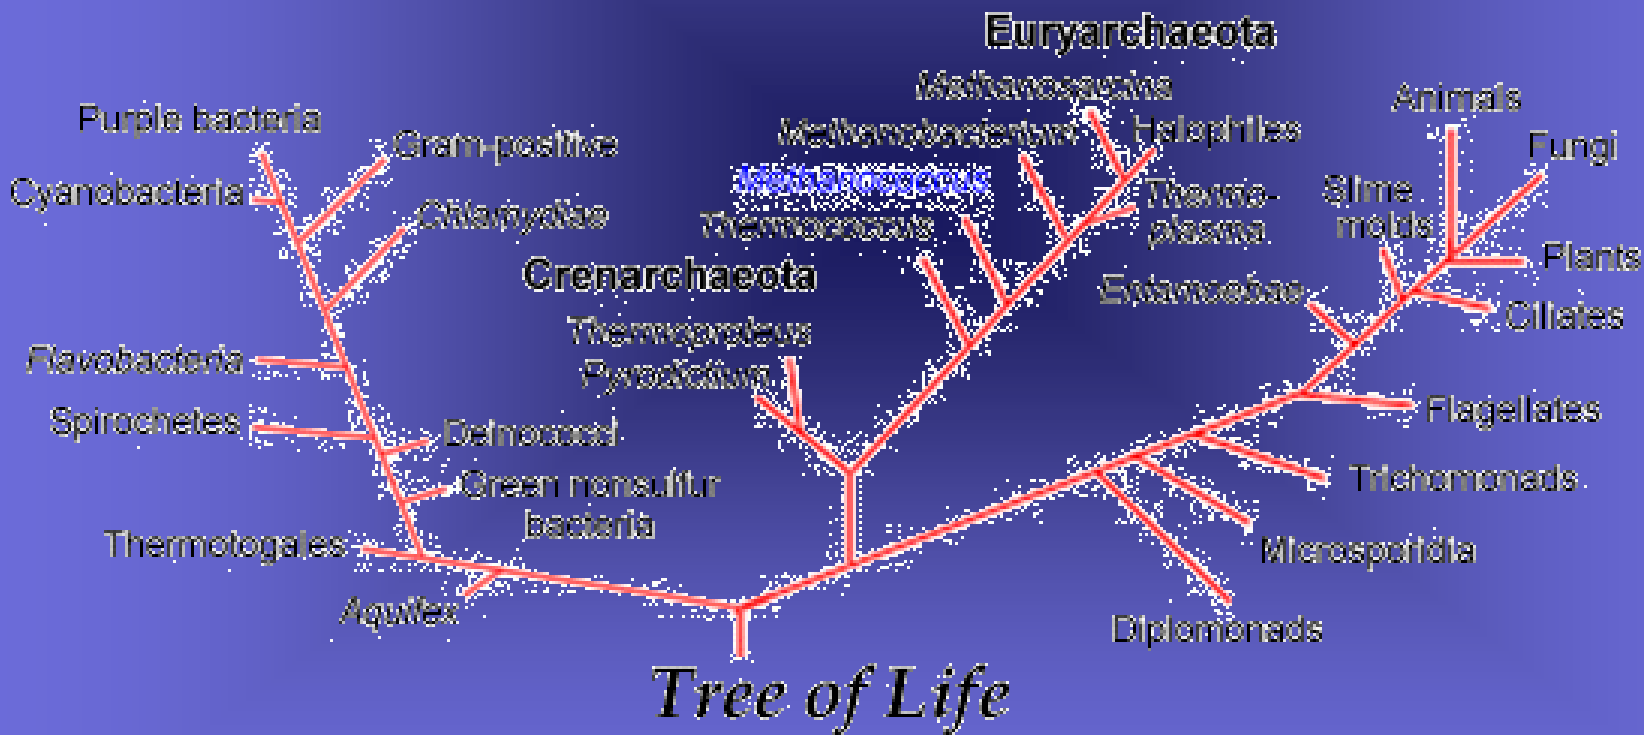 Euryarchaeota
Methanosarcina
Animals
Purple bacteria
Gram-positive
Methanobacterium
Halophiles
Fungi
Methanococcus
Cyanobacteria
Chlamydiae
Thermococcus
Thermo-
plasma
Slime
molds
Crenarchaeota
Entamoebae
Plants
Ciliates
Thermoproteus
Flavobacteria
Pyrodictium
Spirochetes
Deinococci
Flagellates
Green nonsulfur
bacteria
Trichomonads
Thermotogales
Microsporidia
Aquifex
Diplomonads
Tree of Life